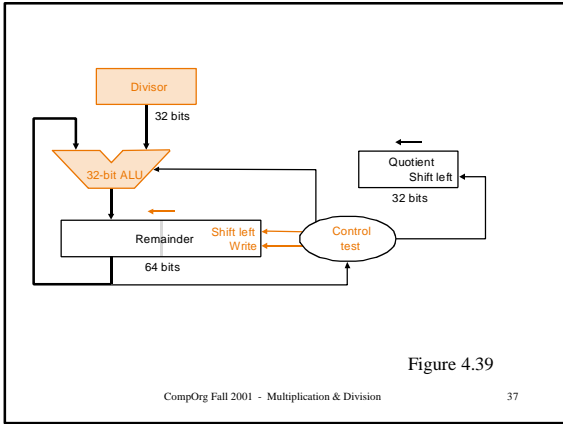 Divisor
32 bits
32-bit ALU
Quotient
Shift left
32 bits
Remainder
Shift left
Write
Control
test
64 bits
Figure 4.39
CompOrg Fall 2001 - Multiplication & Division
37